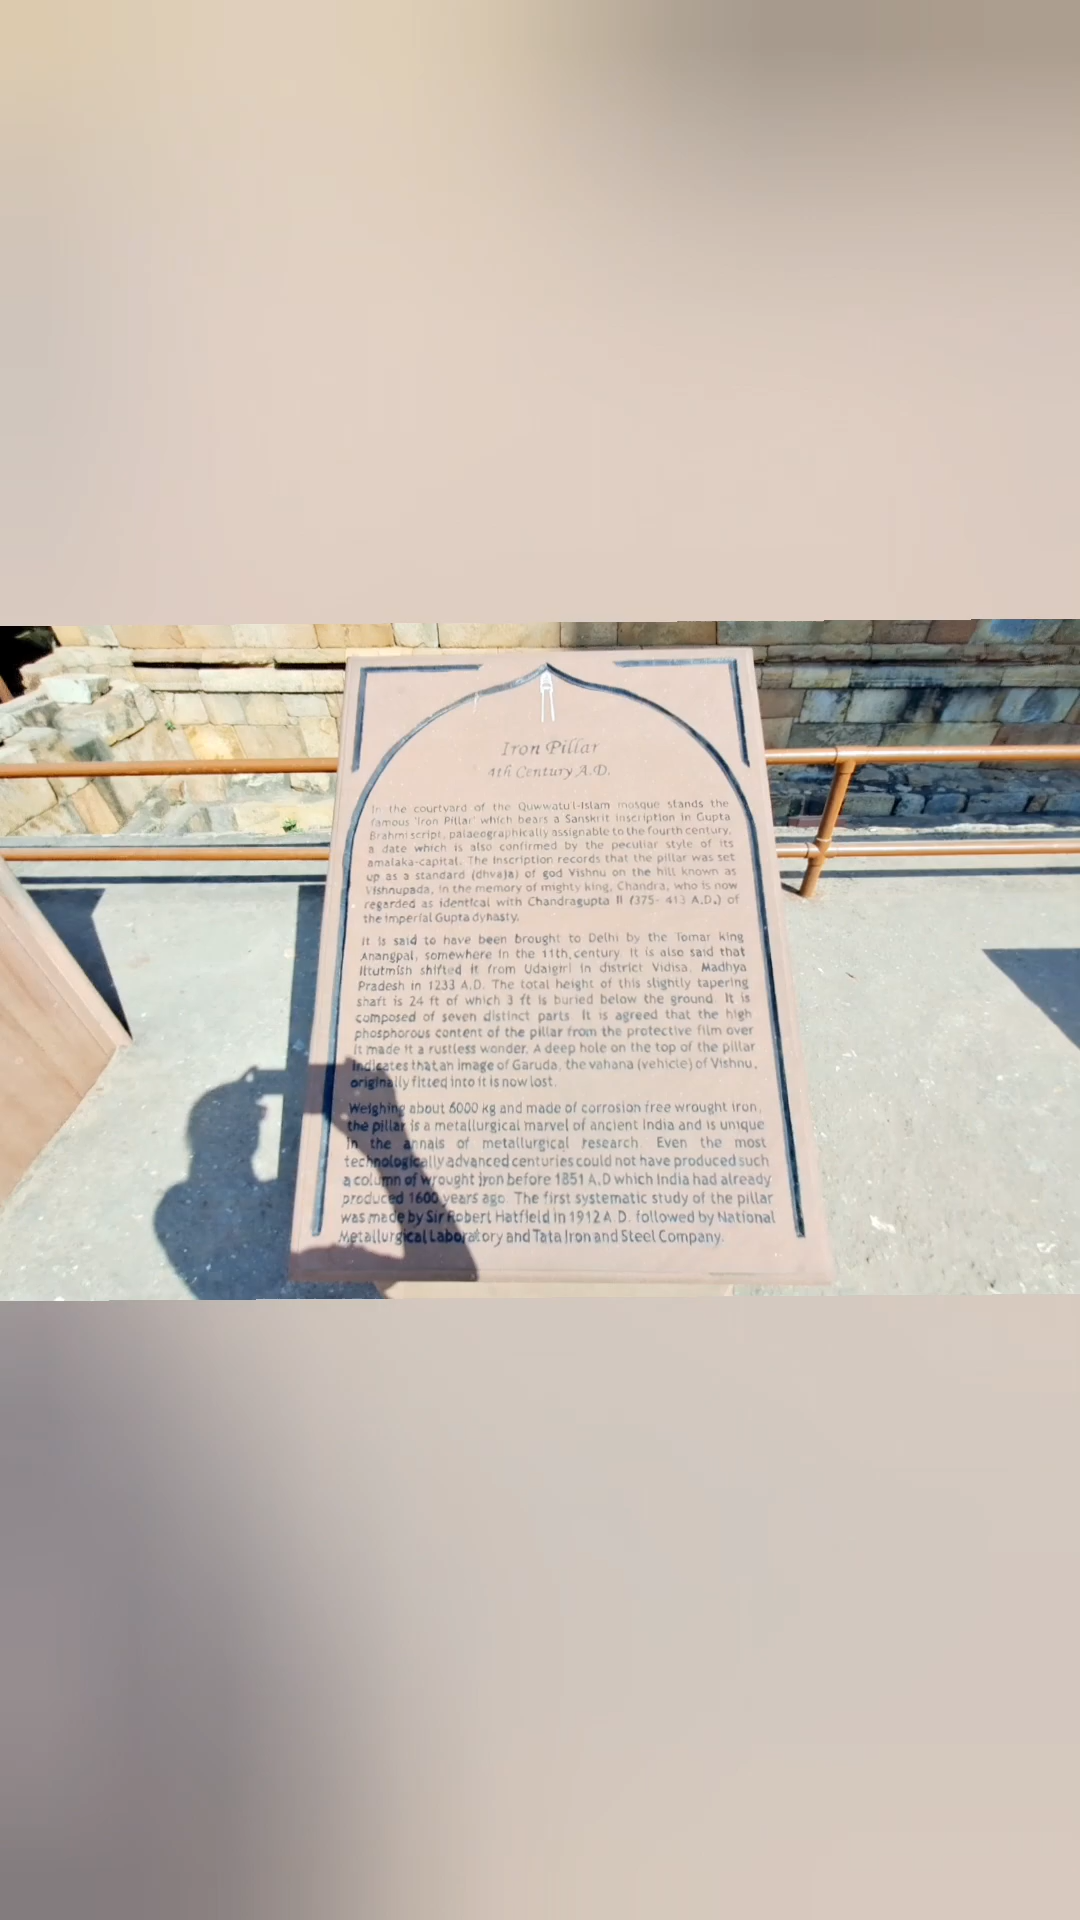 Iron Pillar
4th Century A.D.
In the courtyard of the Quwwatu'l-Islam mosque stands the
famous 'Iron Pillar' which bears a Sanskrit inscription in Gupta
Brahmi script, palaeographically assignable to the fourth century,
a date which is also confirmed by the peculiar style of its
amalaka-capital. The inscription records that the pillar was set
up as a standard (dhvaja) of god Vishnu on the hill known as
Vishnupada, in the memory of mighty king, Chandra, who is now
regarded as identical with Chandragupta II (375- 413 A.D.) of
the imperial Gupta dynasty.
It is said to have been brought to Delhi by the Tomar king
Anangpal, somewhere in the 11th century. It is also said that
Iltutmish shifted it from Udaigiri in district Vidisa, Madhya
Pradesh in 1233 A.D. The total height of this slightly tapering
shaft is 24 ft of which 3 ft is buried below the ground. It is
composed of seven distinct parts. It is agreed that the high
phosphorous content of the pillar from the protective film over
it made it a rustless wonder. A deep hole on the top of the pillar
indicates that an image of Garuda, the vahana (vehicle) of Vishnu,
originally fitted into it is now lost.
Weighing about 6000 kg and made of corrosion free wrought iron,
the pillar is a metallurgical marvel of ancient India and is unique
in the annals of metallurgical research. Even the most
technologically advanced centuries could not have produced such
a column of wrought iron before 1851 A.D which India had already
produced 1600 years ago. The first systematic study of the pillar
was made by Sir Robert Hatfield in 1912 A.D. followed by National
Metallurgical Laboratory and Tata Iron and Steel Company.